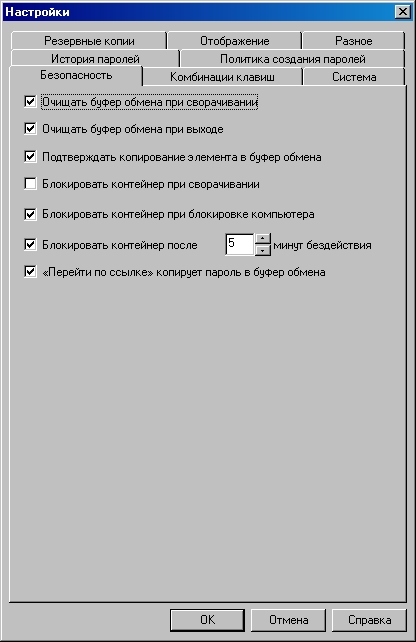 Настройки
Резервные копии Отображение Разное
История паролей Политика создания паролей
Безопасность Комбинации клавиш Система
Очищать буфер обмена при сворачивании
Очищать буфер обмена при выходе
Подтверждать копирование элемента в буфер обмена
Блокировать контейнер при сворачивании
Блокировать контейнер при блокировке компьютера
Блокировать контейнер после 5 минут бездействия
«Перейти по ссылке» копирует пароль в буфер обмена
OK Отмена Справка